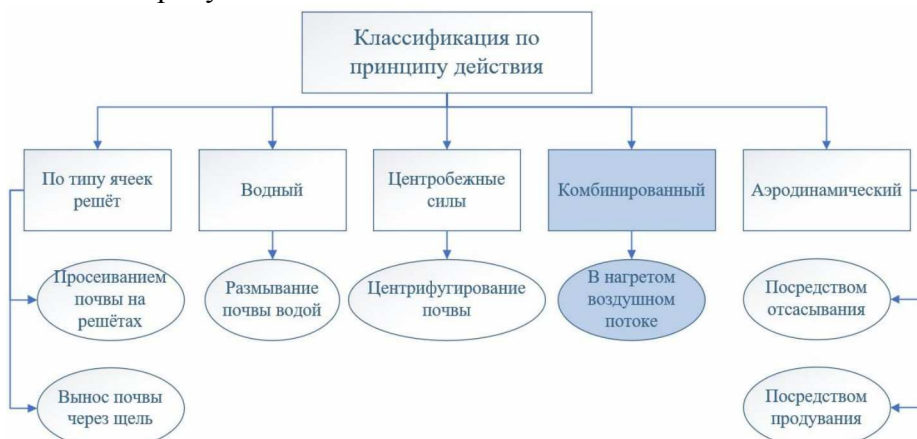 Классификация по
принципу действия
По типу ячеек
решёт
Водный
Центробежные
силы
Комбинированный
Аэродинамический
Просеиванием
почвы на
решётах
Размывание
почвы водой
Центрифугирование
почвы
В нагретом
воздушном
потоке
Посредством
отсасывания
Вынос почвы
через щель
Посредством
продувания